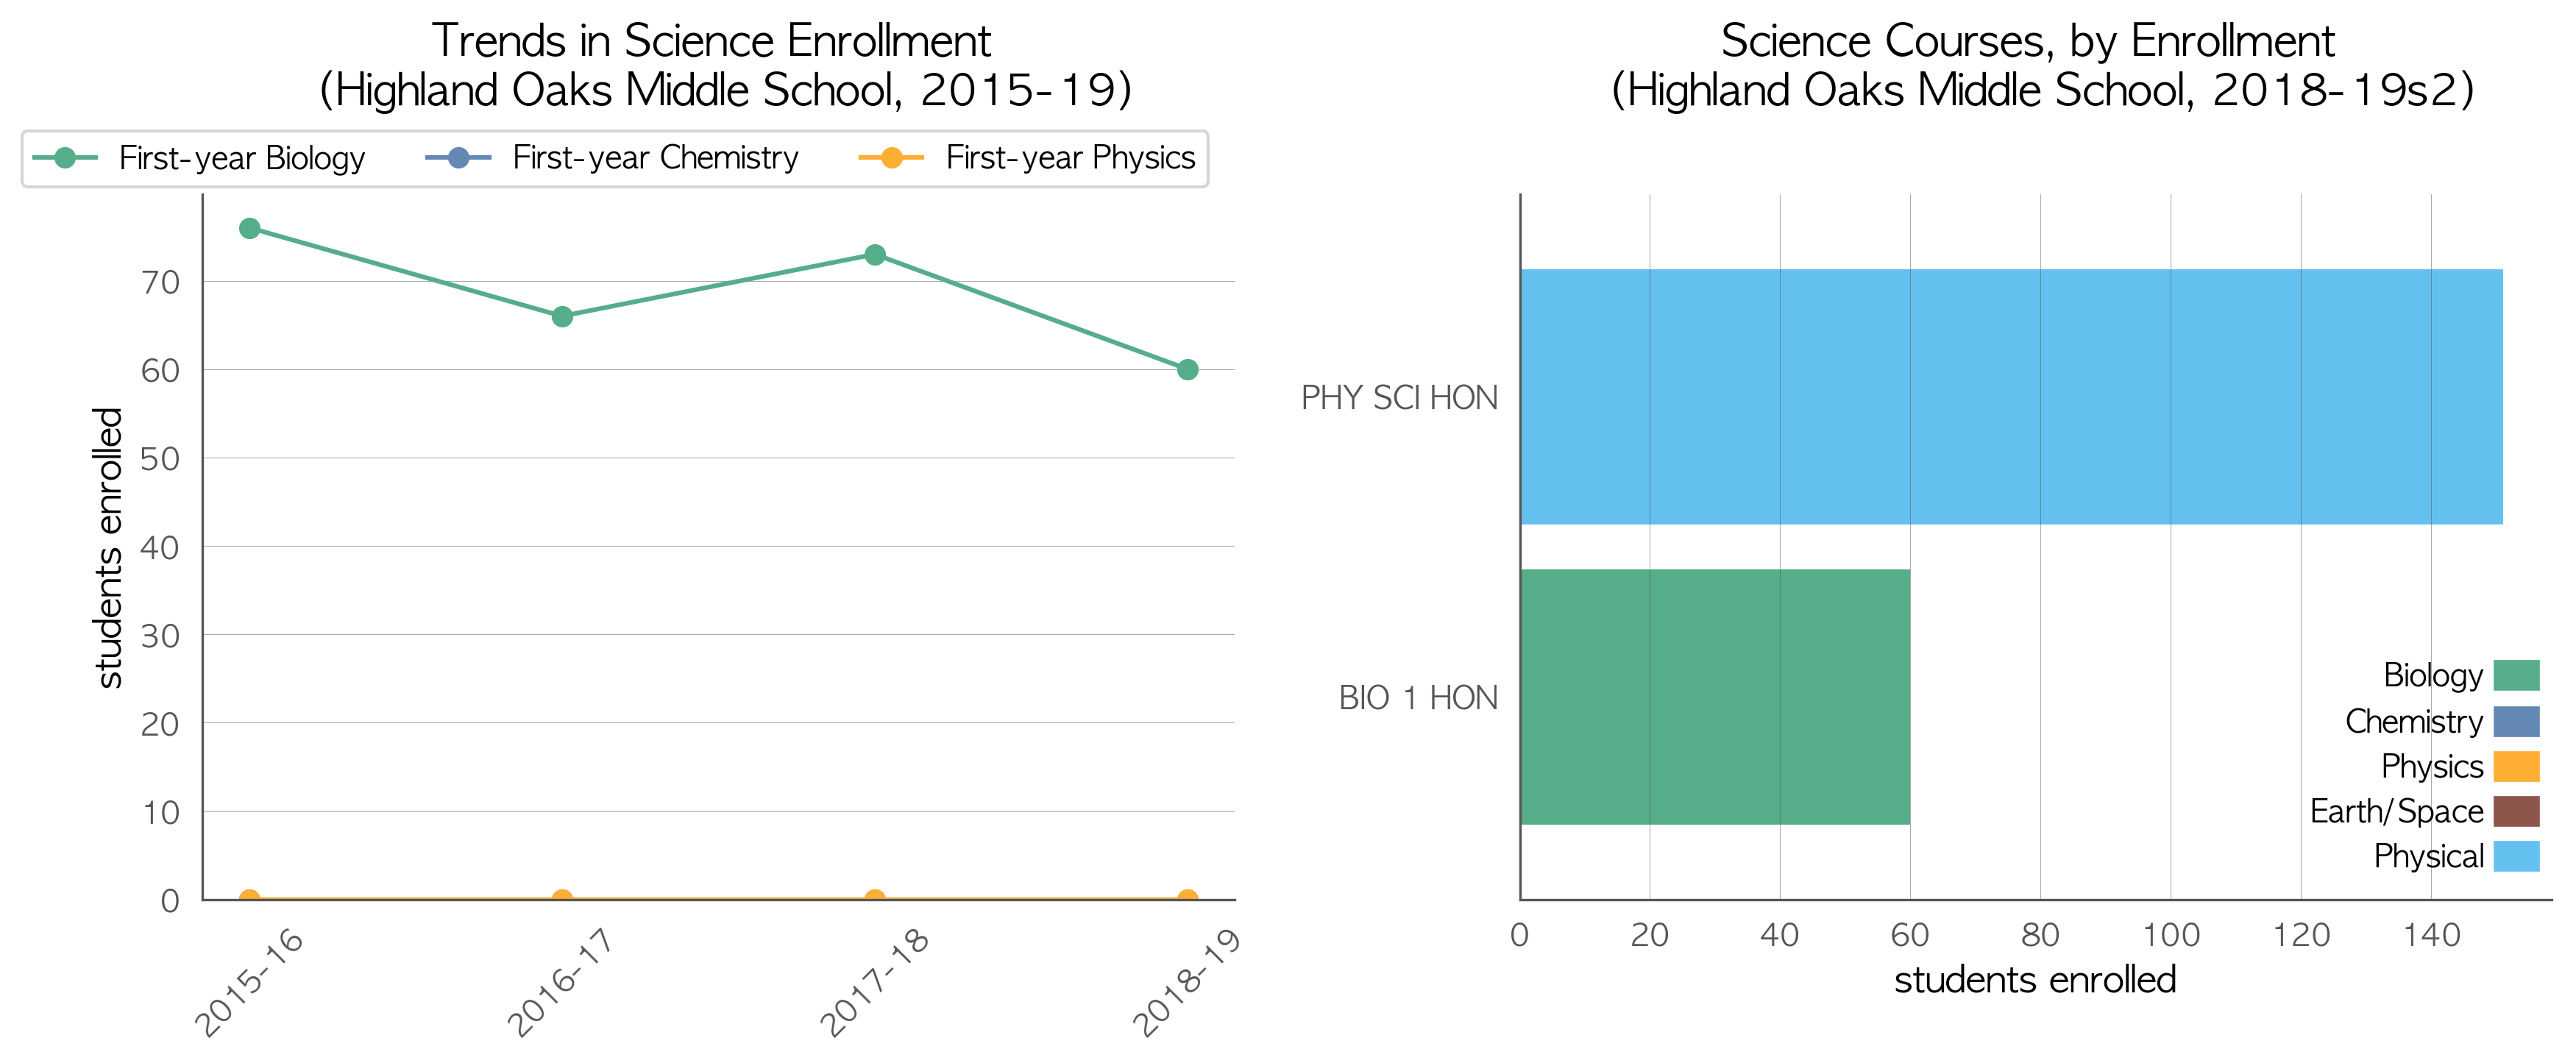 Trends in Science Enrollment
(Highland Oaks Middle School, 2015-19)
First-year Biology
First-year Chemistry
First-year Physics
students enrolled
70
60
50
40
30
20
10
0
2015-16
2016-17
2017-18
2018-19
Science Courses, by Enrollment
(Highland Oaks Middle School, 2018-19s2)
PHY SCI HON
BIO 1 HON
Biology
Chemistry
Physics
Earth/Space
Physical
0 20 40 60 80 100 120 140
students enrolled